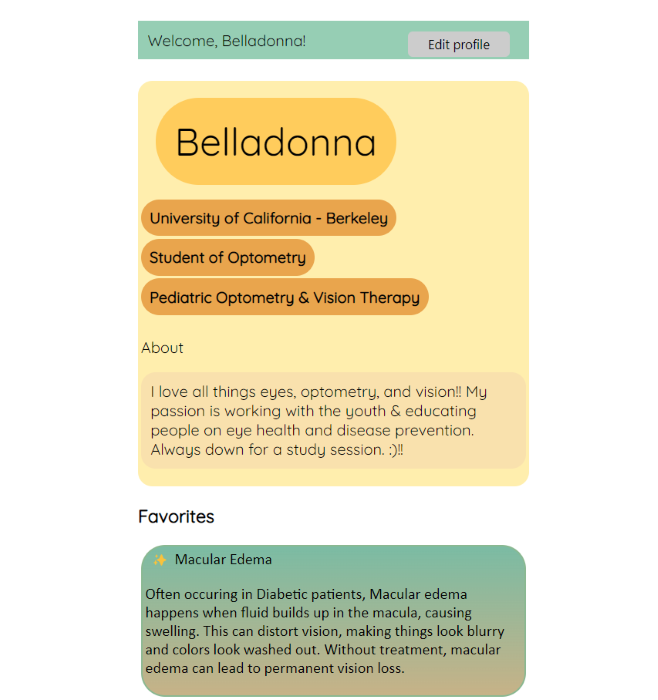 Welcome, Belladonna!
Edit profile
Belladonna
University of California - Berkeley
Student of Optometry
Pediatric Optometry & Vision Therapy
About
I love all things eyes, optometry, and vision!! My
passion is working with the youth & educating
people on eye health and disease prevention.
Always down for a study session. :)!!
Favorites
✨ Macular Edema
Often occuring in Diabetic patients, Macular edema
happens when fluid builds up in the macula, causing
swelling. This can distort vision, making things look blurry
and colors look washed out. Without treatment, macular
edema can lead to permanent vision loss.